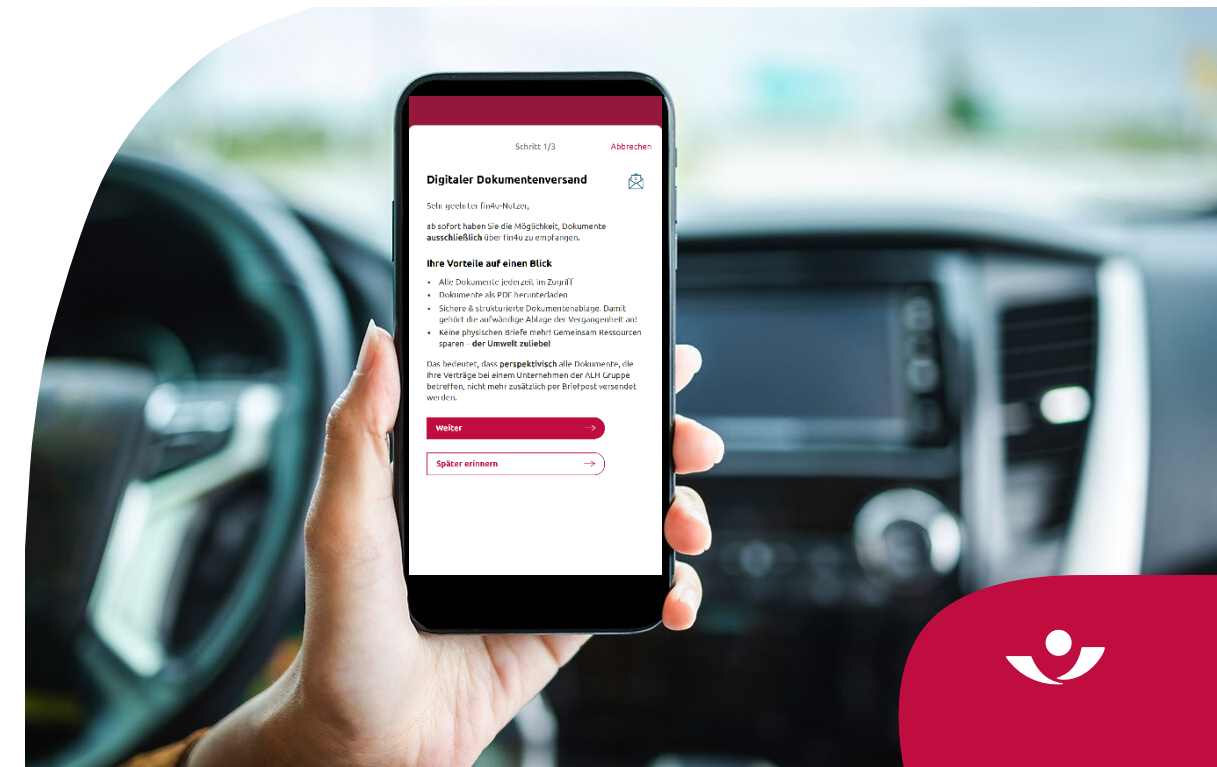 Schritt 1/3
Abbrechen
Digitaler Dokumentenversand
Sehr geehrter fin4u-Nutzer,
ab sofort haben Sie die Möglichkeit, Dokumente
ausschließlich über fin4u zu empfangen.
Ihre Vorteile auf einen Blick
• Alle Dokumente jederzeit im Zugriff
• Dokumente als PDF herunterladen
• Sichere & strukturierte Dokumentenablage. Damit
gehört die aufwändige Ablage der Vergangenheit an!
• Keine physischen Briefe mehr! Gemeinsam Ressourcen
sparen – der Umwelt zuliebe!
Das bedeutet, dass perspektivisch alle Dokumente, die
Ihre Verträge bei einem Unternehmen der ALH Gruppe
betreffen, nicht mehr zusätzlich per Briefpost versendet
werden.
Weiter
Später erinnern